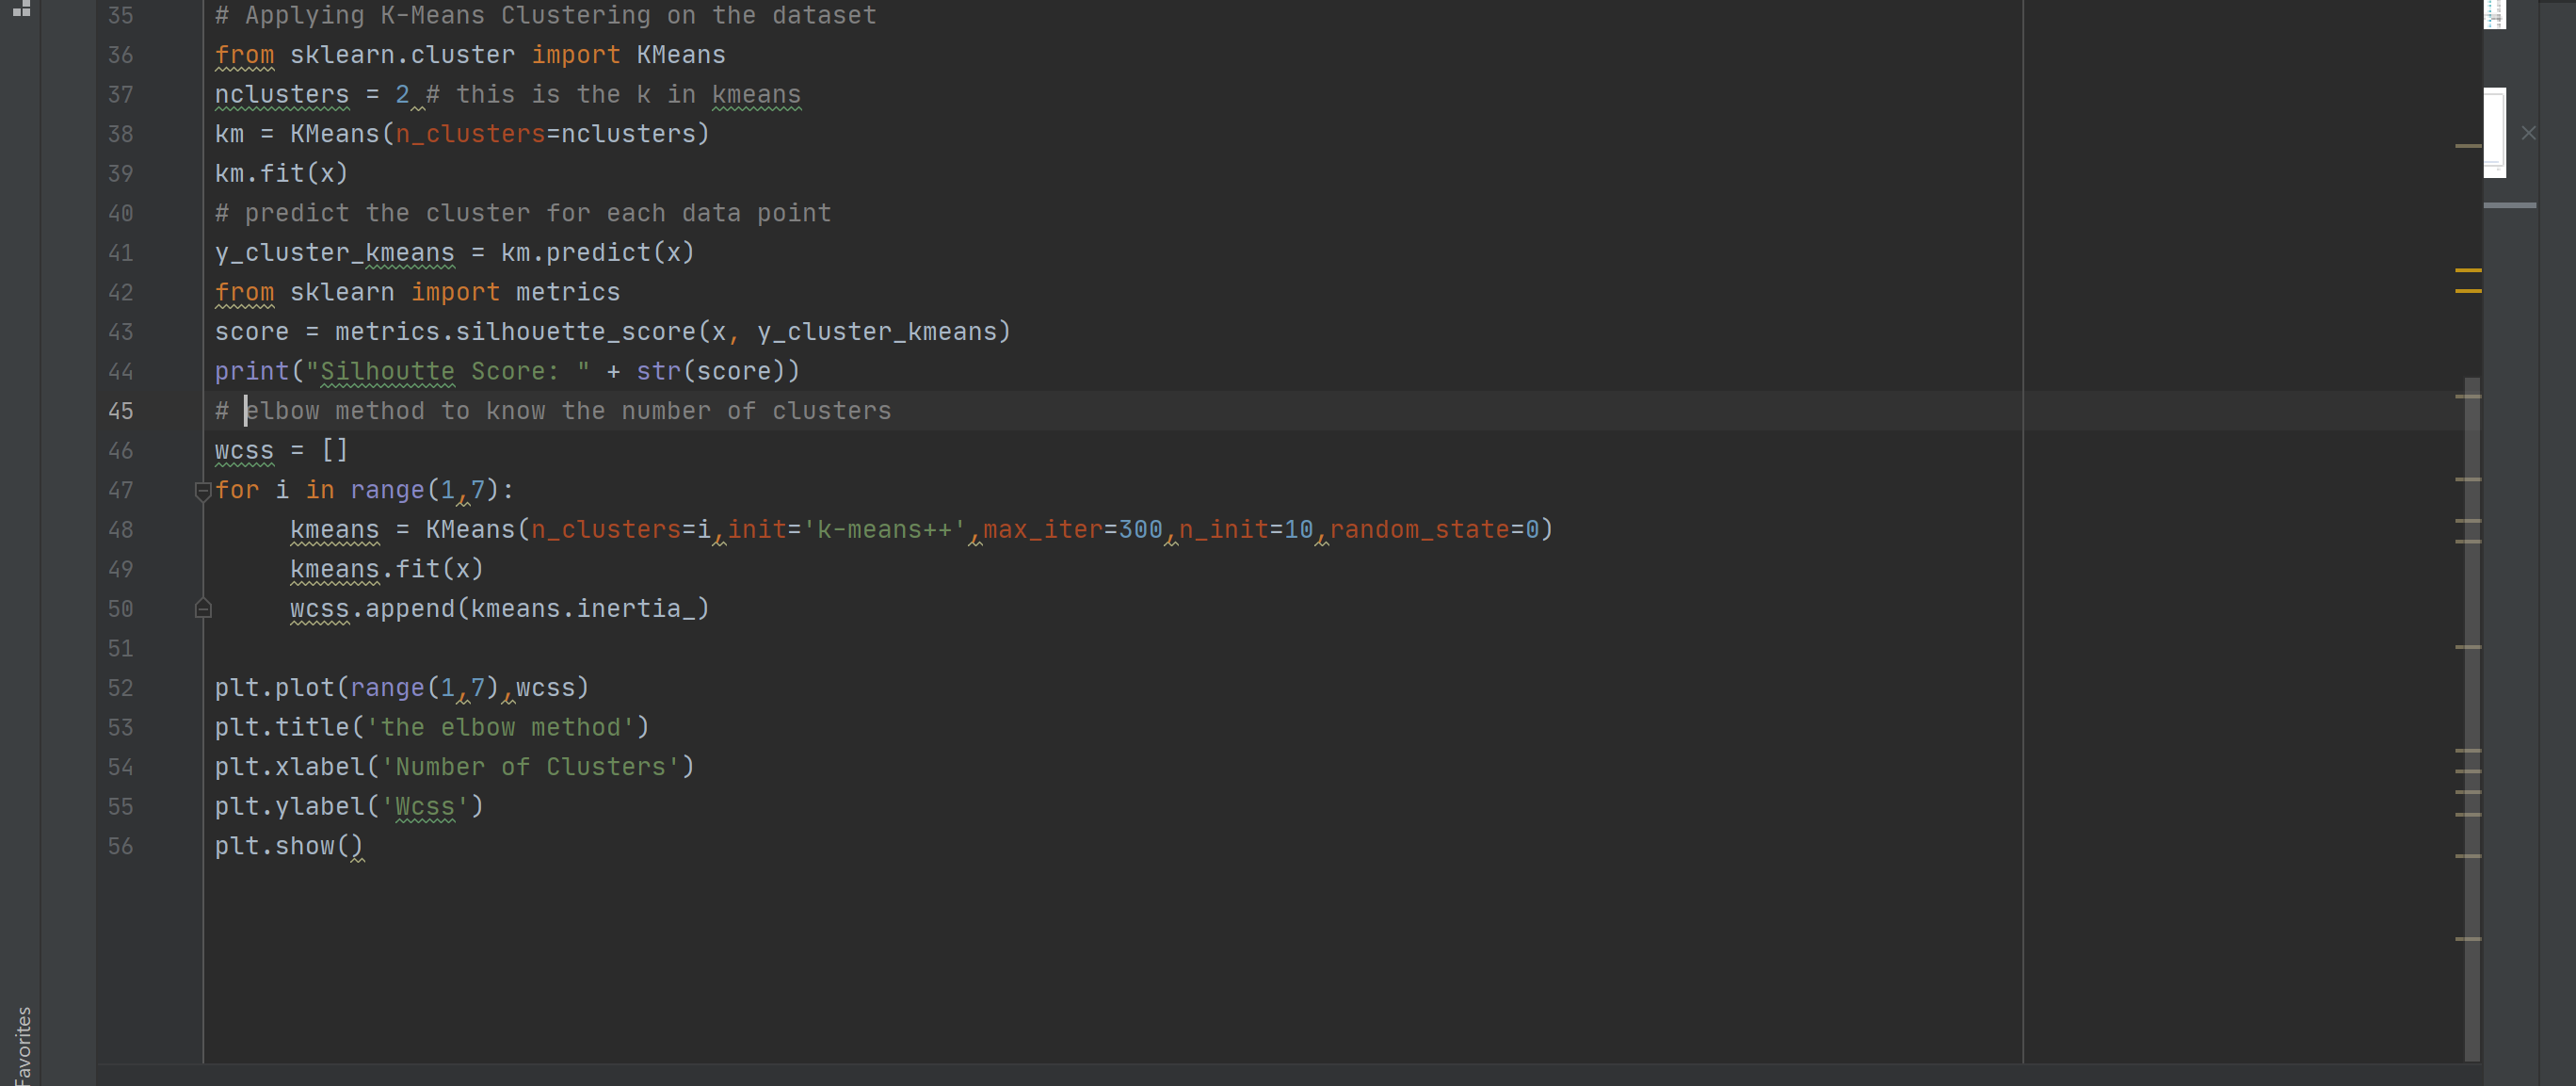 35 # Applying K-Means Clustering on the dataset
36 from sklearn.cluster import KMeans
37 nclusters = 2 # this is the k in kmeans
38 km = KMeans(n_clusters=nclusters)
39 km.fit(x)
40 # predict the cluster for each data point
41 y_cluster_kmeans = km.predict(x)
42 from sklearn import metrics
43 score = metrics.silhouette_score(x, y_cluster_kmeans)
44 print("Silhoutte Score: " + str(score))
45 # elbow method to know the number of clusters
46 wcss = []
47 for i in range(1,7):
48     kmeans = KMeans(n_clusters=i,init='k-means++',max_iter=300,n_init=10,random_state=0)
49     kmeans.fit(x)
50     wcss.append(kmeans.inertia_)
51
52 plt.plot(range(1,7),wcss)
53 plt.title('the elbow method')
54 plt.xlabel('Number of Clusters')
55 plt.ylabel('Wcss')
56 plt.show()
Favorites